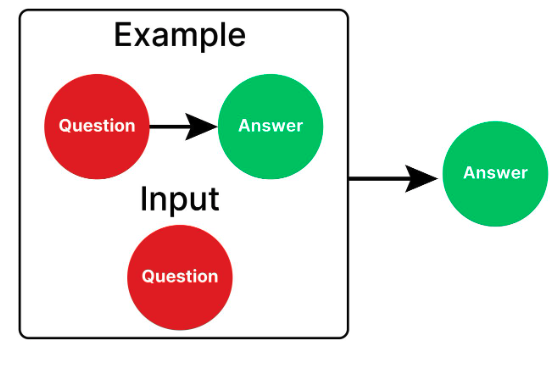 Example
Question
Answer
Input
Question
Answer